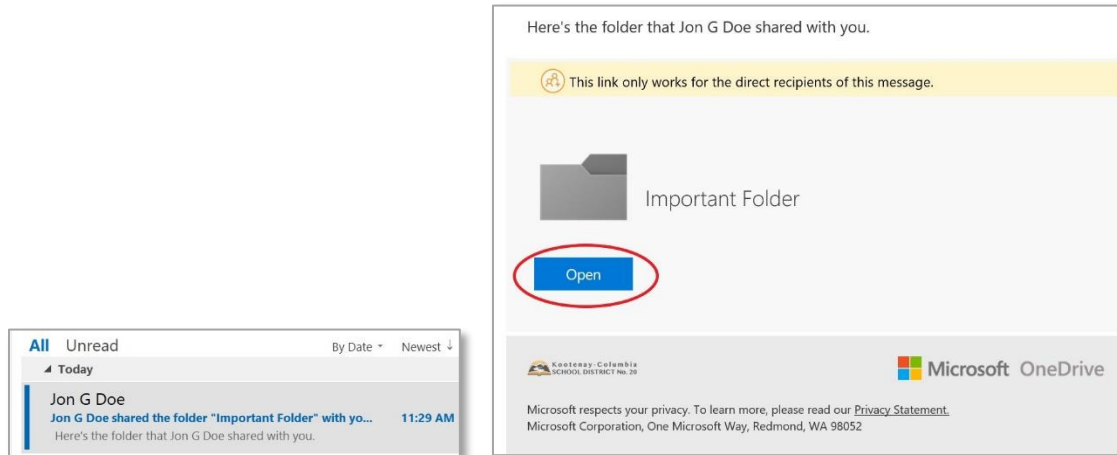 All Unread By Date Newest ↓
Today
Jon G Doe
Jon G Doe shared the folder "Important Folder" with yo... 11:29 AM
Here's the folder that Jon G Doe shared with you.
Here's the folder that Jon G Doe shared with you.
This link only works for the direct recipients of this message.
Important Folder
Open
Kootenay-Columbia
SCHOOL DISTRICT No. 20
Microsoft OneDrive
Microsoft respects your privacy. To learn more, please read our Privacy Statement.
Microsoft Corporation, One Microsoft Way, Redmond, WA 98052